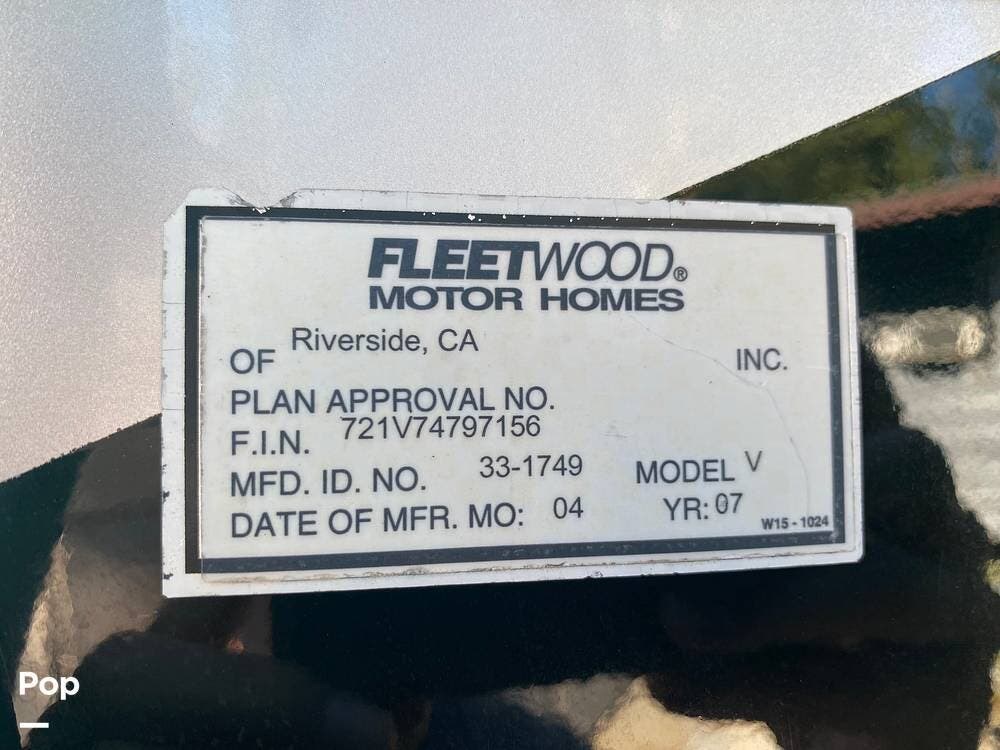 FLEETWOOD®
MOTOR HOMES
OF Riverside, CA INC.
PLAN APPROVAL NO.
F.I.N. 721V74797156
MFD. ID. NO. 33-1749 MODEL V
DATE OF MFR. MO: 04 YR: 07
W15 - 1024
Pop